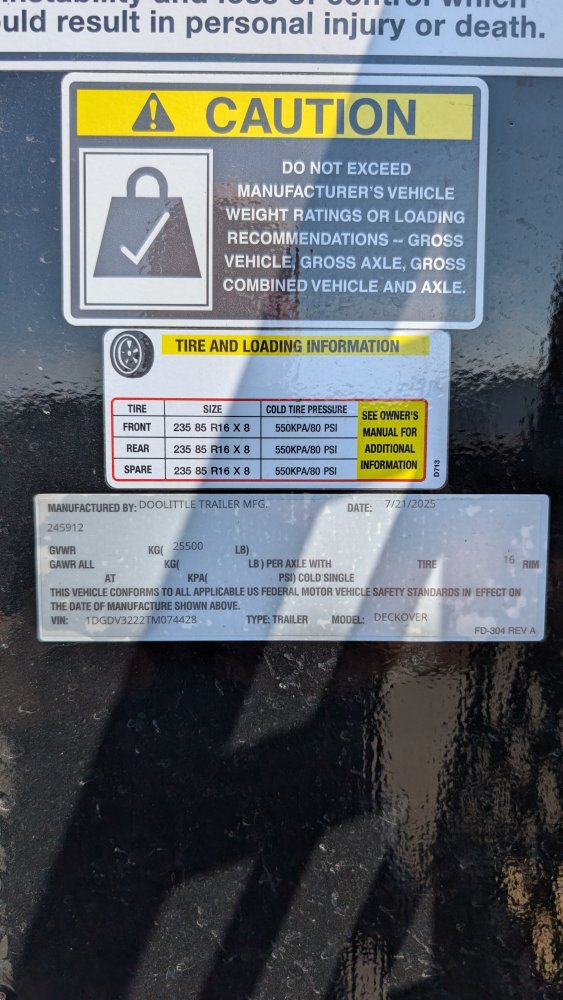 instability and loss of control which
ould result in personal injury or death.
CAUTION
DO NOT EXCEED
MANUFACTURER'S VEHICLE
WEIGHT RATINGS OR LOADING
RECOMMENDATIONS -- GROSS
VEHICLE, GROSS AXLE, GROSS
COMBINED VEHICLE AND AXLE.
TIRE AND LOADING INFORMATION
TIRE SIZE COLD TIRE PRESSURE
FRONT 235 85 R16 X 8 550KPA/80 PSI
REAR 235 85 R16 X 8 550KPA/80 PSI
SPARE 235 85 R16 X 8 550KPA/80 PSI
SEE OWNER'S
MANUAL FOR
ADDITIONAL
INFORMATION
D713
MANUFACTURED BY: DOOLITTLE TRAILER MFG. DATE: 7/21/2025
245912
GVWR KG( 25500 LB)
GAWR ALL KG( LB ) PER AXLE WITH TIRE 16 RIM
AT KPA( PSI) COLD SINGLE
THIS VEHICLE CONFORMS TO ALL APPLICABLE US FEDERAL MOTOR VEHICLE SAFETY STANDARDS IN EFFECT ON
THE DATE OF MANUFACTURE SHOWN ABOVE.
VIN: 1DGDV3222TM074428 TYPE: TRAILER MODEL: DECKOVER
FD-304 REV A